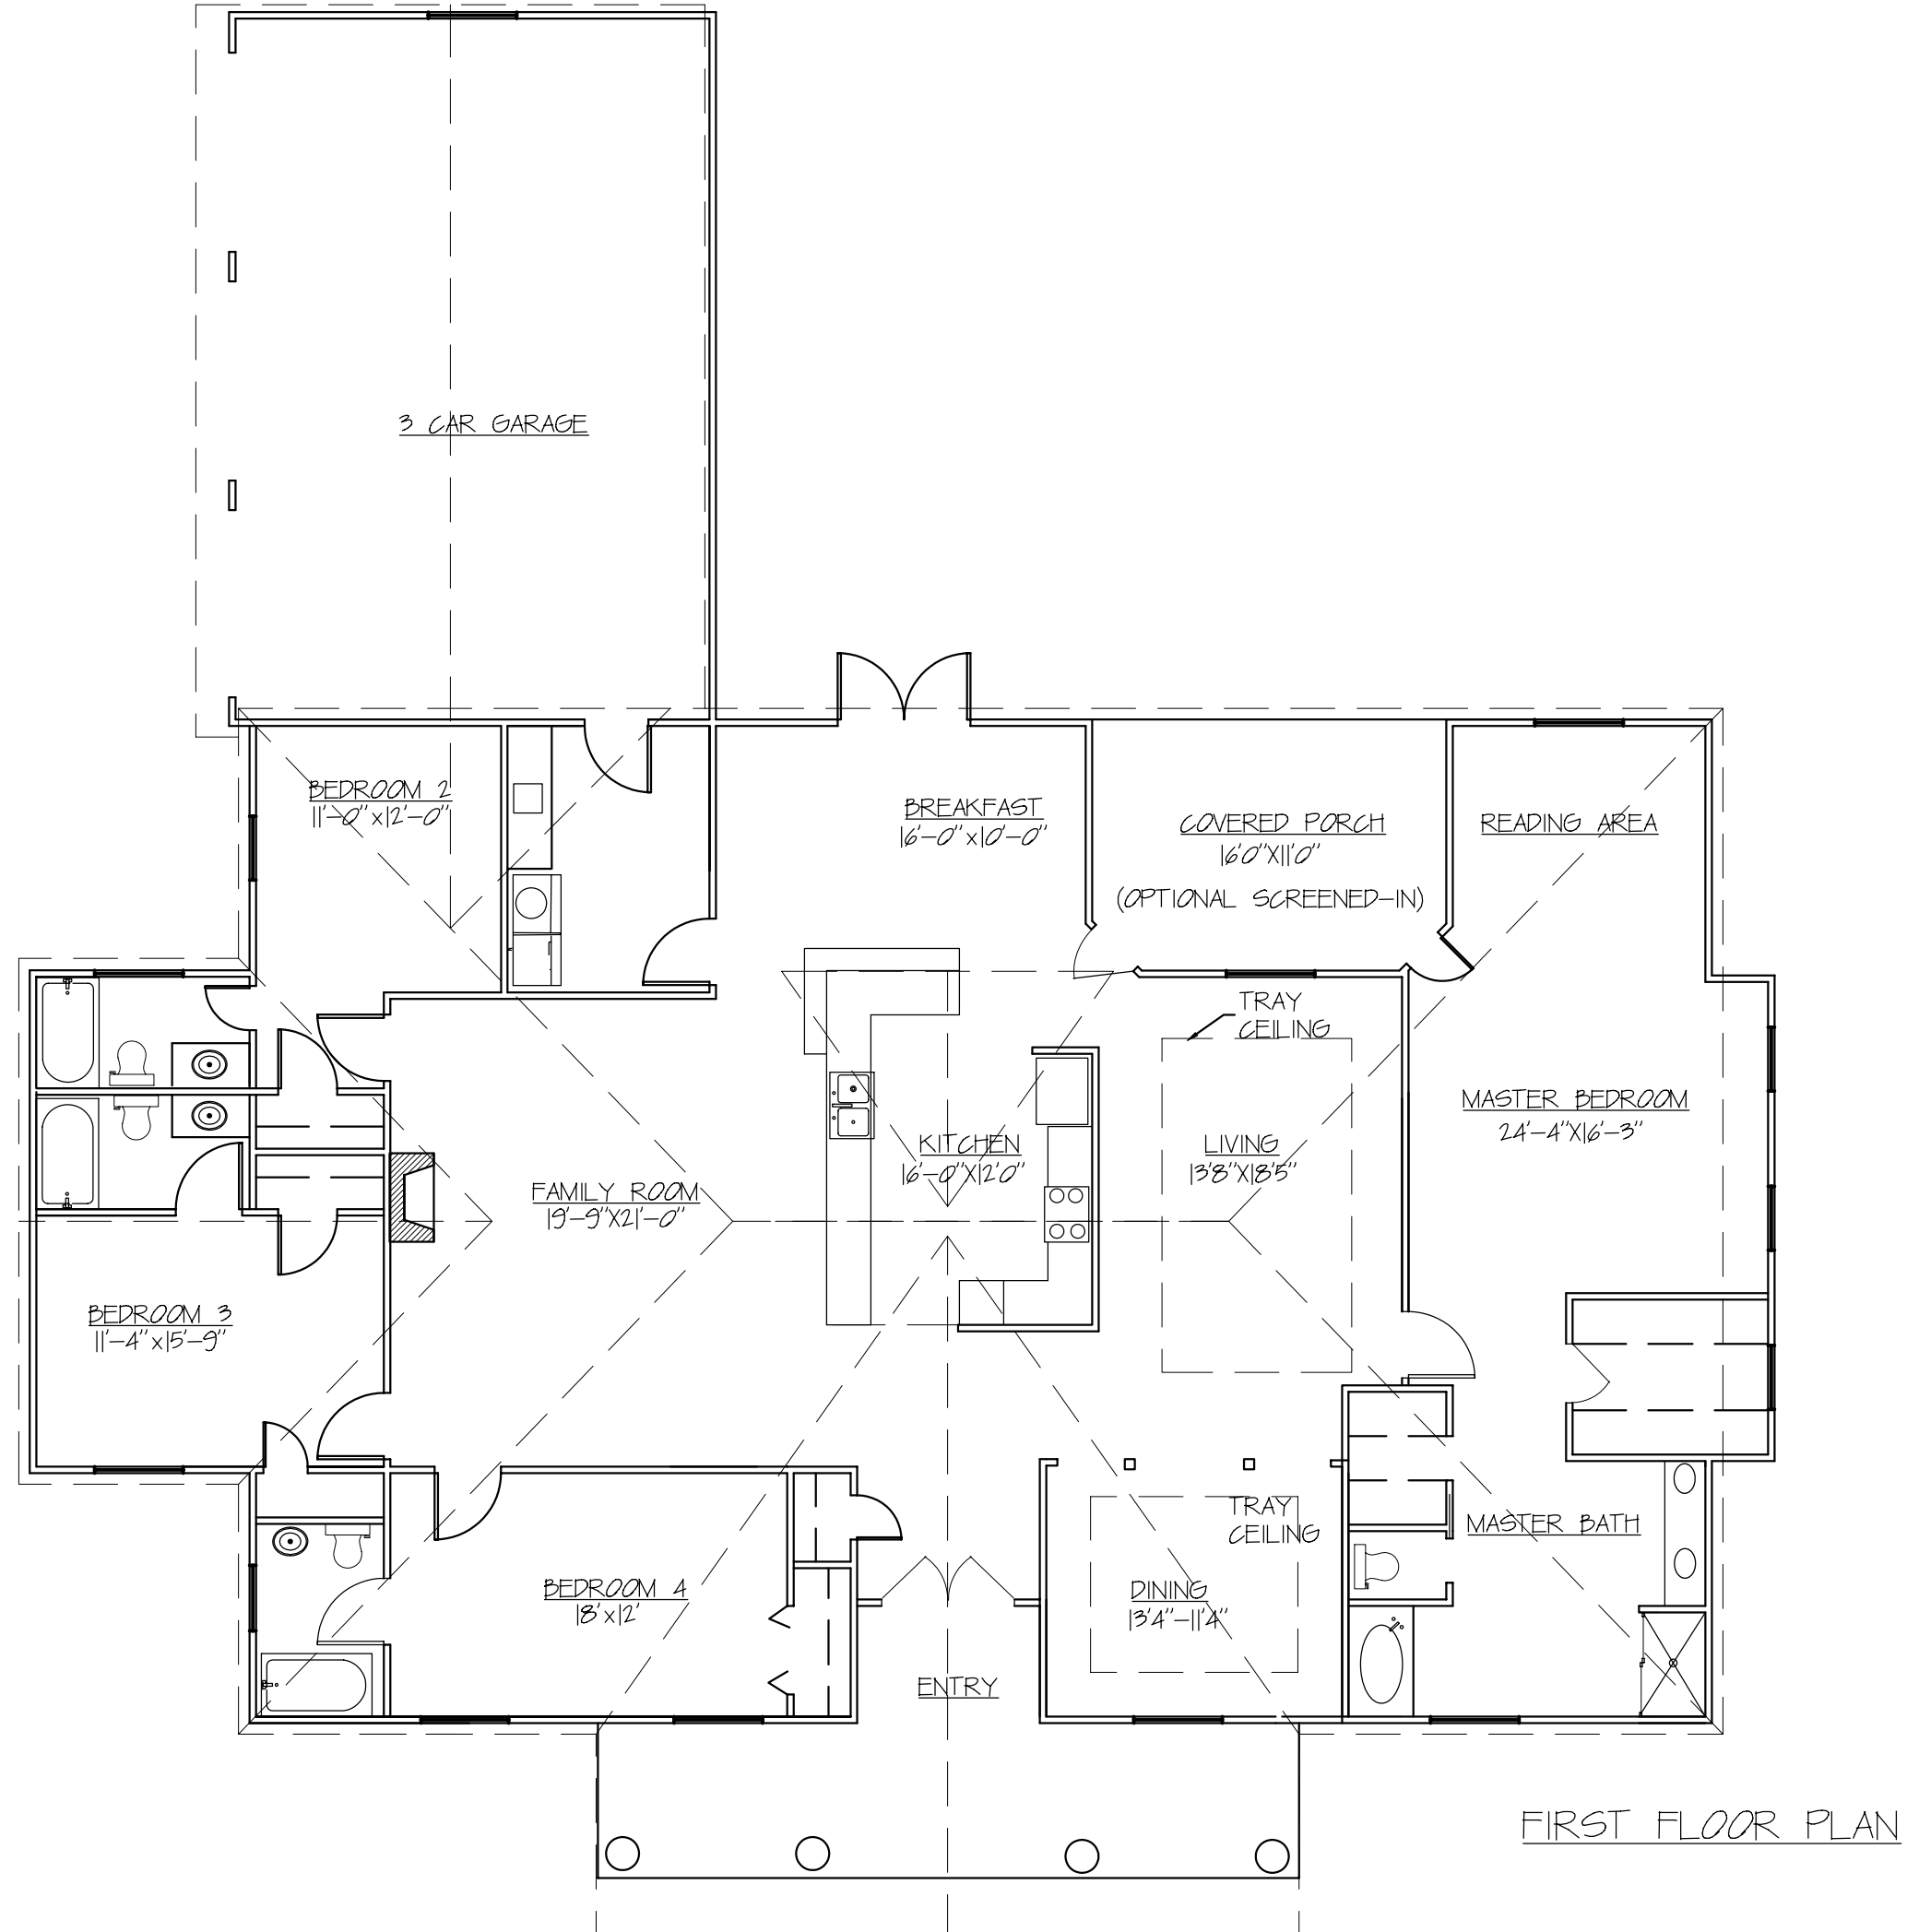 3 CAR GARAGE
BEDROOM 2
11'-0"x12'-0"
BREAKFAST
16'-0"x10'-0"
COVERED PORCH
16'0"X11'0"
(OPTIONAL SCREENED-IN)
READING AREA
TRAY
CEILING
MASTER BEDROOM
24'-4"X16'-3"
KITCHEN
16'-0"X12'0"
LIVING
13'8"X18'5"
FAMILY ROOM
19'-9"X21'-0"
BEDROOM 3
11'-4"x15'-9"
TRAY
CEILING
MASTER BATH
BEDROOM 4
18'x12'
DINING
13'4"-11'4"
ENTRY
FIRST FLOOR PLAN